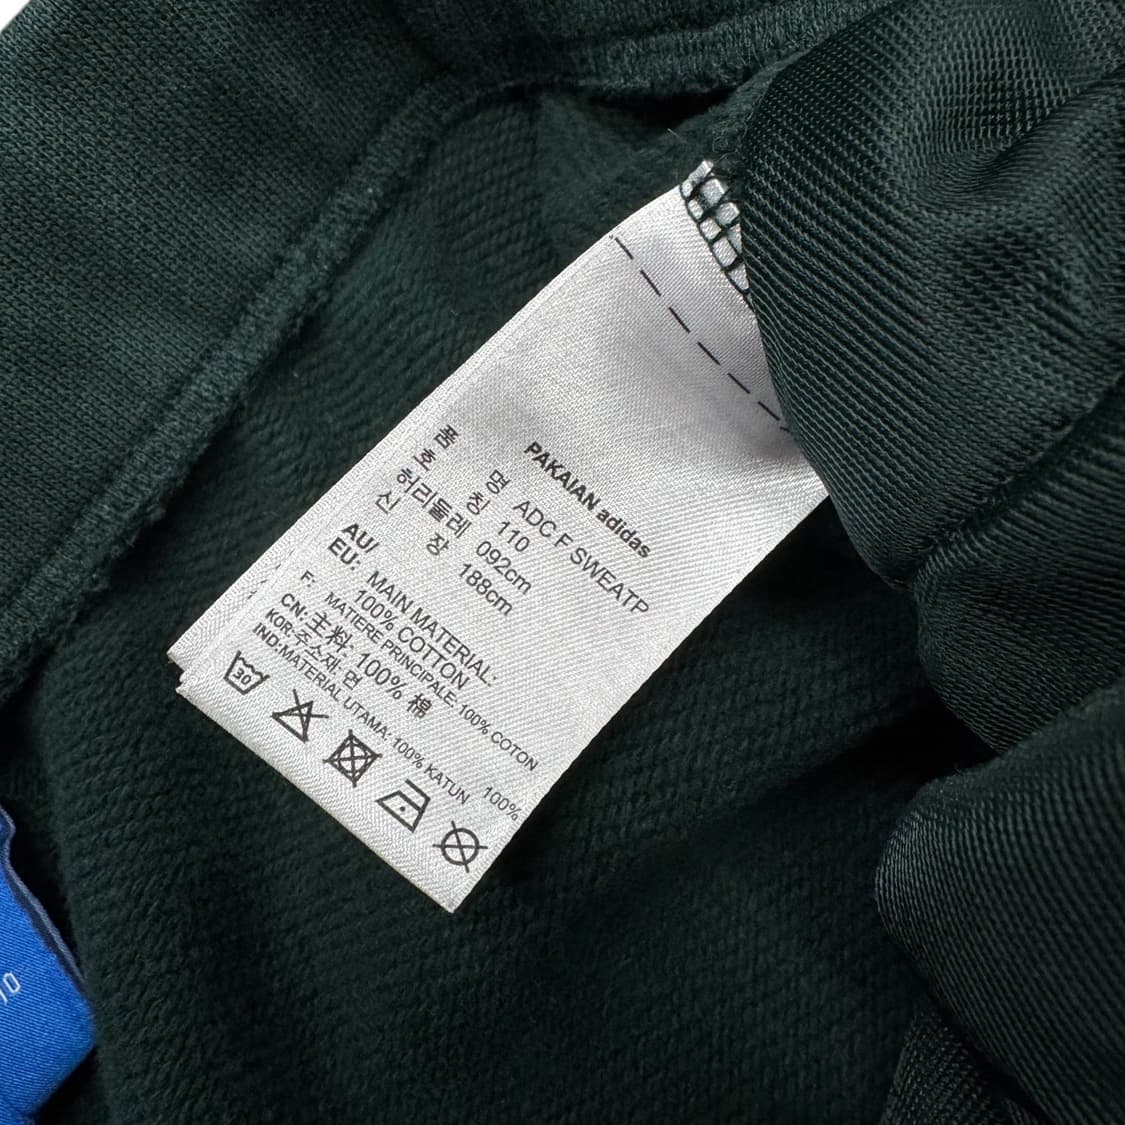 PAKAIAN adidas
품 명 ADC F SWEATP
호 칭 110
허리둘레 092cm
신 장 188cm
AU/
EU: MAIN MATERIAL:
100% COTTON
F: MATIERE PRINCIPALE: 100% COTON
CN: 主料: 100% 棉
KOR:주소재: 면 100%
IND:MATERIAL UTAMA: 100% KATUN
30